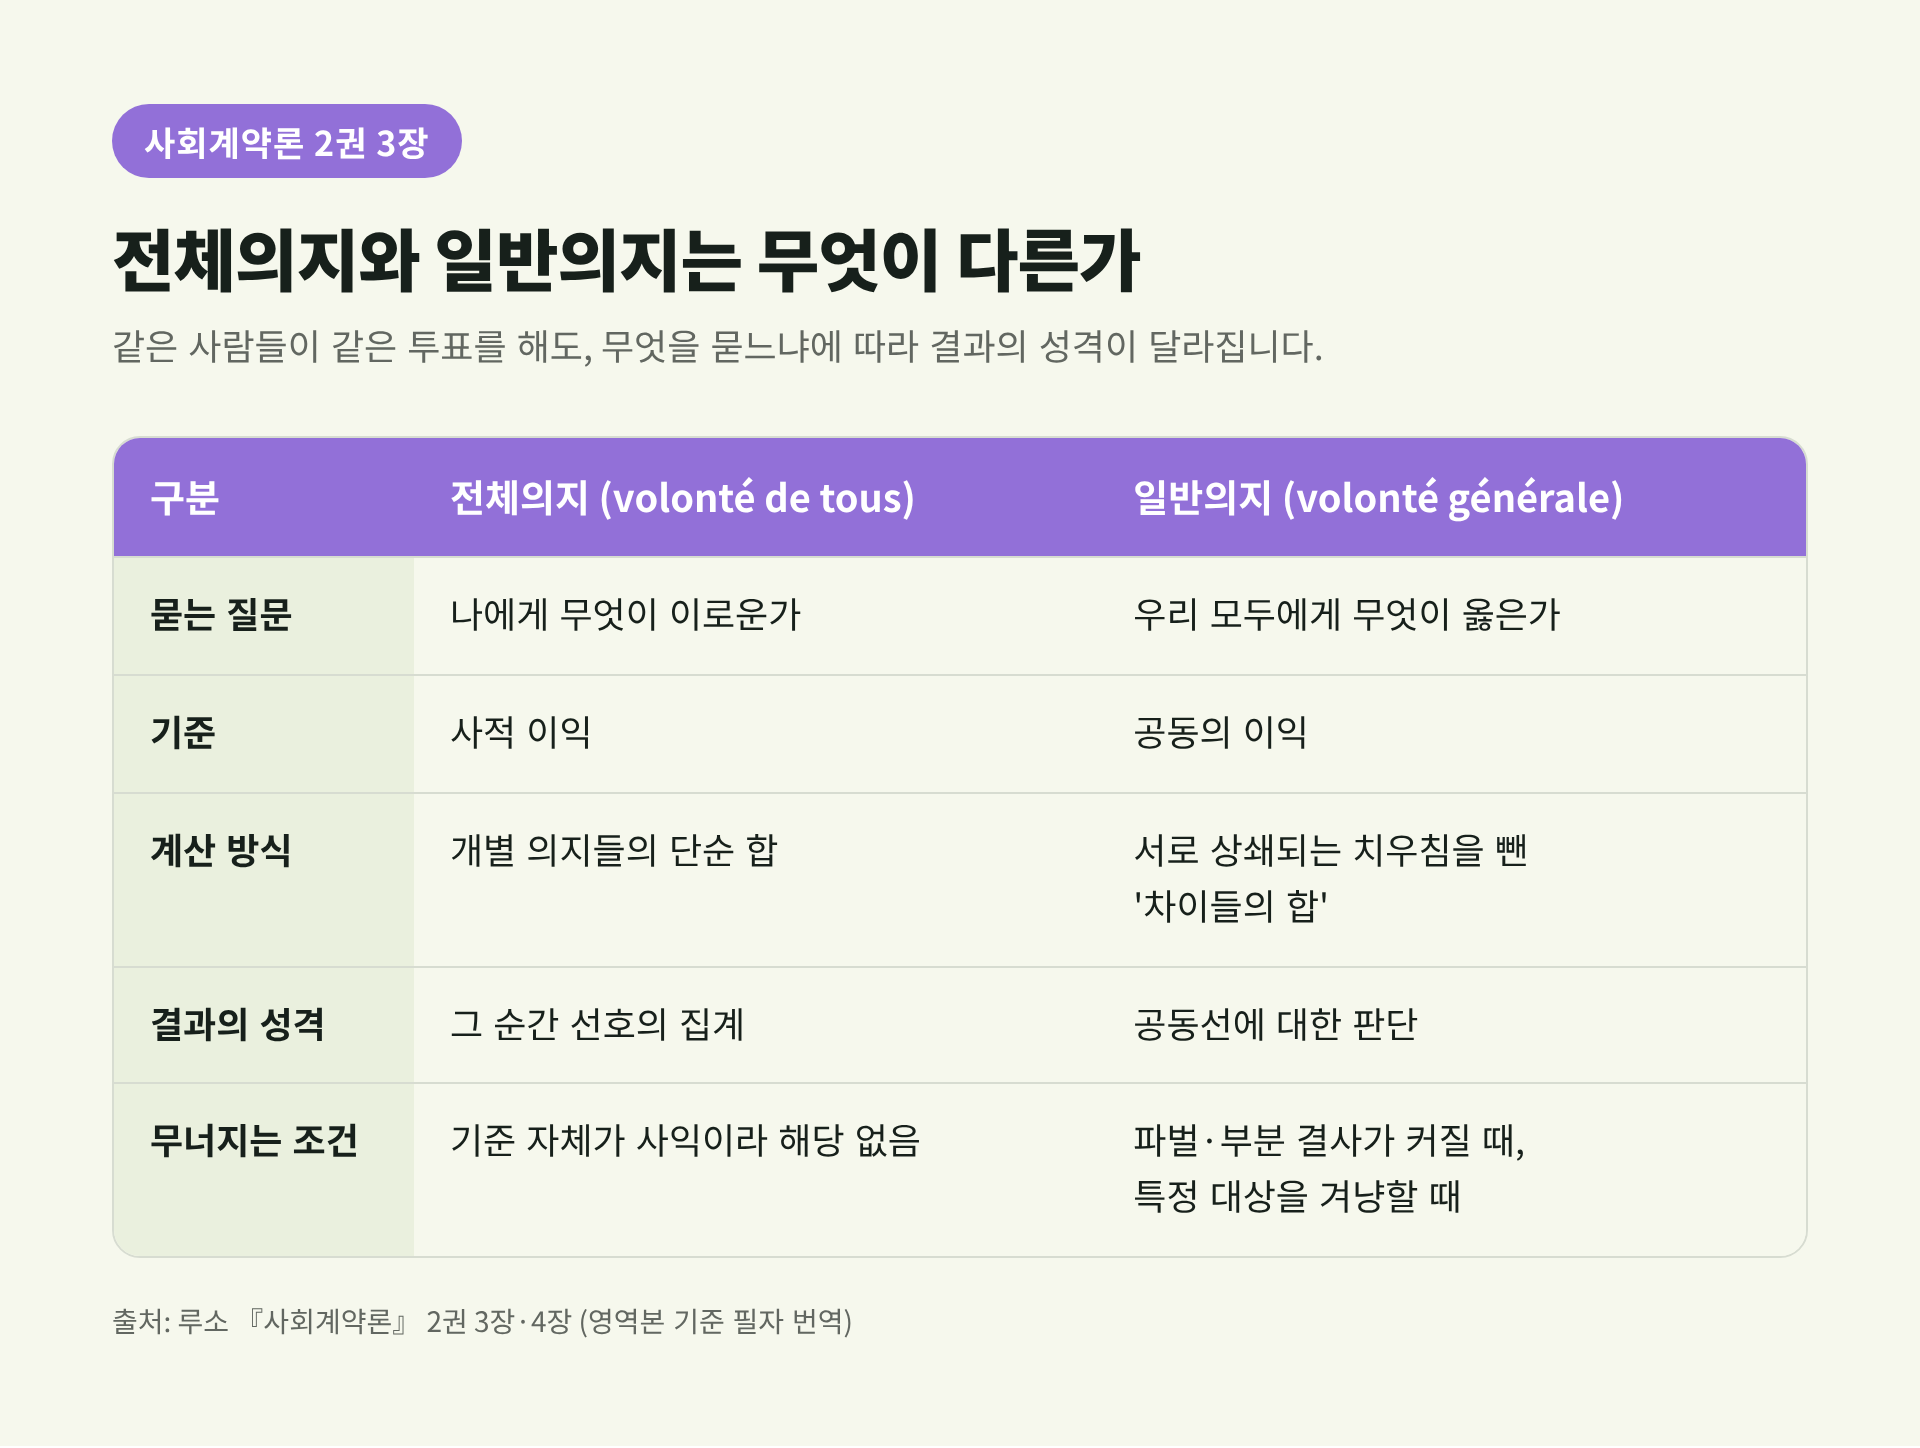 사회계약론 2권 3장
전체의지와 일반의지는 무엇이 다른가
같은 사람들이 같은 투표를 해도, 무엇을 묻느냐에 따라 결과의 성격이 달라집니다.
구분 전체의지 (volonté de tous) 일반의지 (volonté générale)
묻는 질문 나에게 무엇이 이로운가 우리 모두에게 무엇이 옳은가
기준 사적 이익 공동의 이익
계산 방식 개별 의지들의 단순 합 서로 상쇄되는 치우침을 뺀
'차이들의 합'
결과의 성격 그 순간 선호의 집계 공동선에 대한 판단
무너지는 조건 기준 자체가 사익이라 해당 없음 파벌·부분 결사가 커질 때,
특정 대상을 겨냥할 때
출처: 루소 『사회계약론』 2권 3장·4장 (영역본 기준 필자 번역)